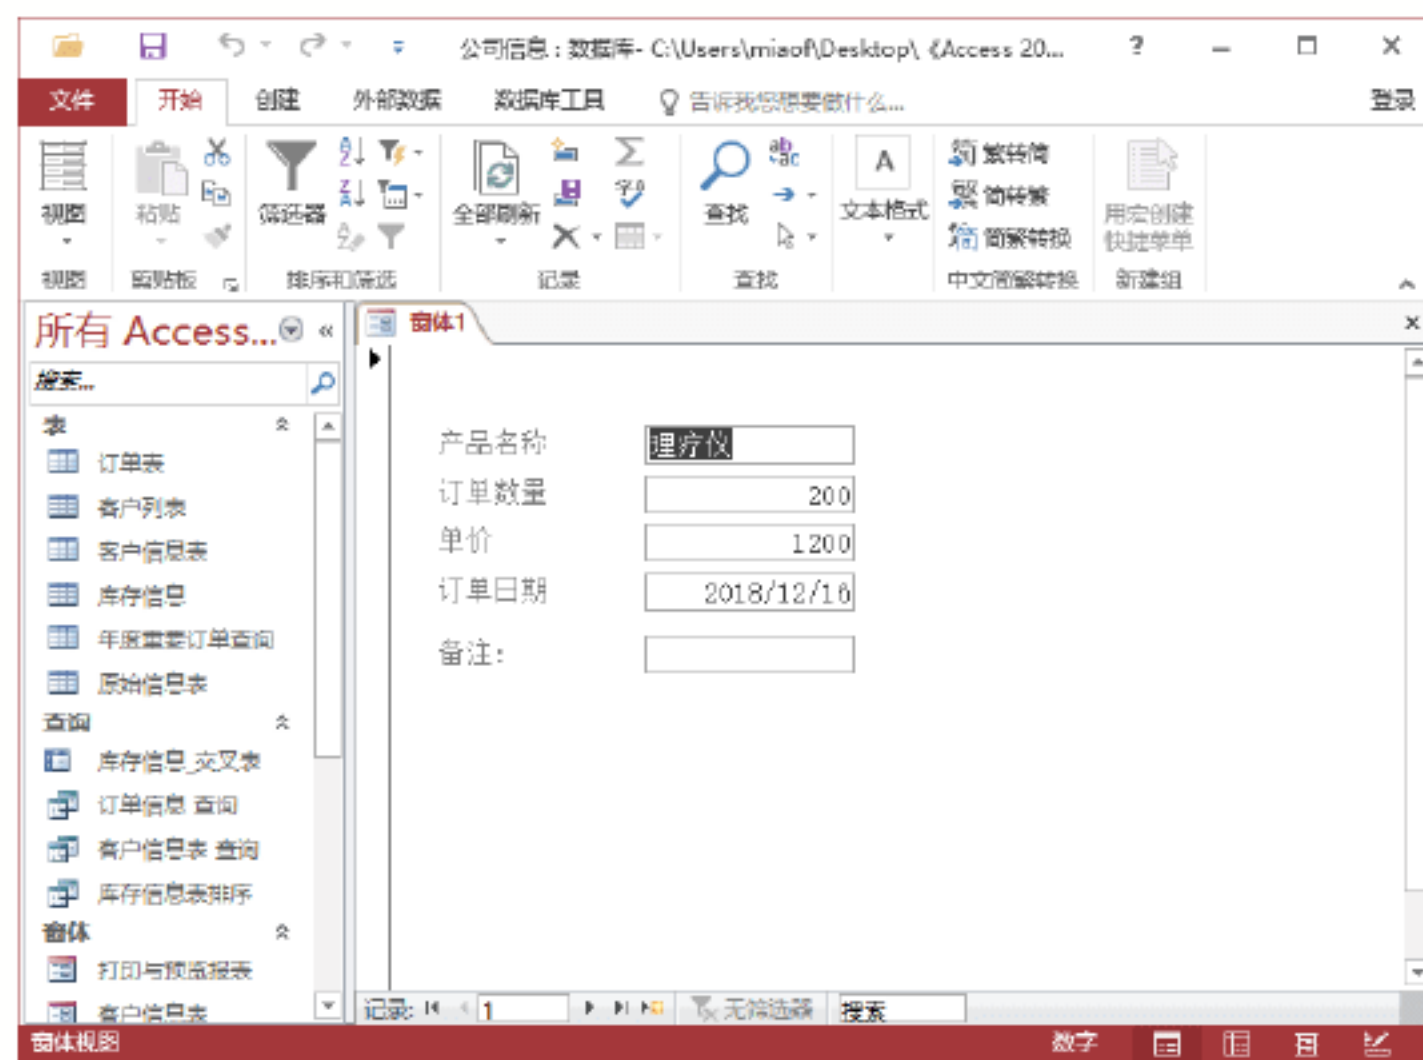 公司信息：数据库- C:\Users\miaof\Desktop\《Access 20...
?
文件 开始 创建 外部数据 数据库工具 告诉我您想要做什么... 登录
视图 粘贴 筛选器 全部刷新 查找 文本格式 繁转简 简转繁 简繁转换 用宏创建快捷菜单
视图 剪贴板 排序和筛选 记录 查找 中文简繁转换 新建组
所有 Access...
搜索...
表
订单表
客户列表
客户信息表
库存信息
年度重要订单查询
原始信息表
查询
库存信息_交叉表
订单信息 查询
客户信息表 查询
库存信息表排序
窗体
打印与预览报表
客户信息表
窗体1
产品名称 理疗仪
订单数量 200
单价 1200
订单日期 2018/12/16
备注:
记录: 1 无筛选器 搜索
窗体视图 数字